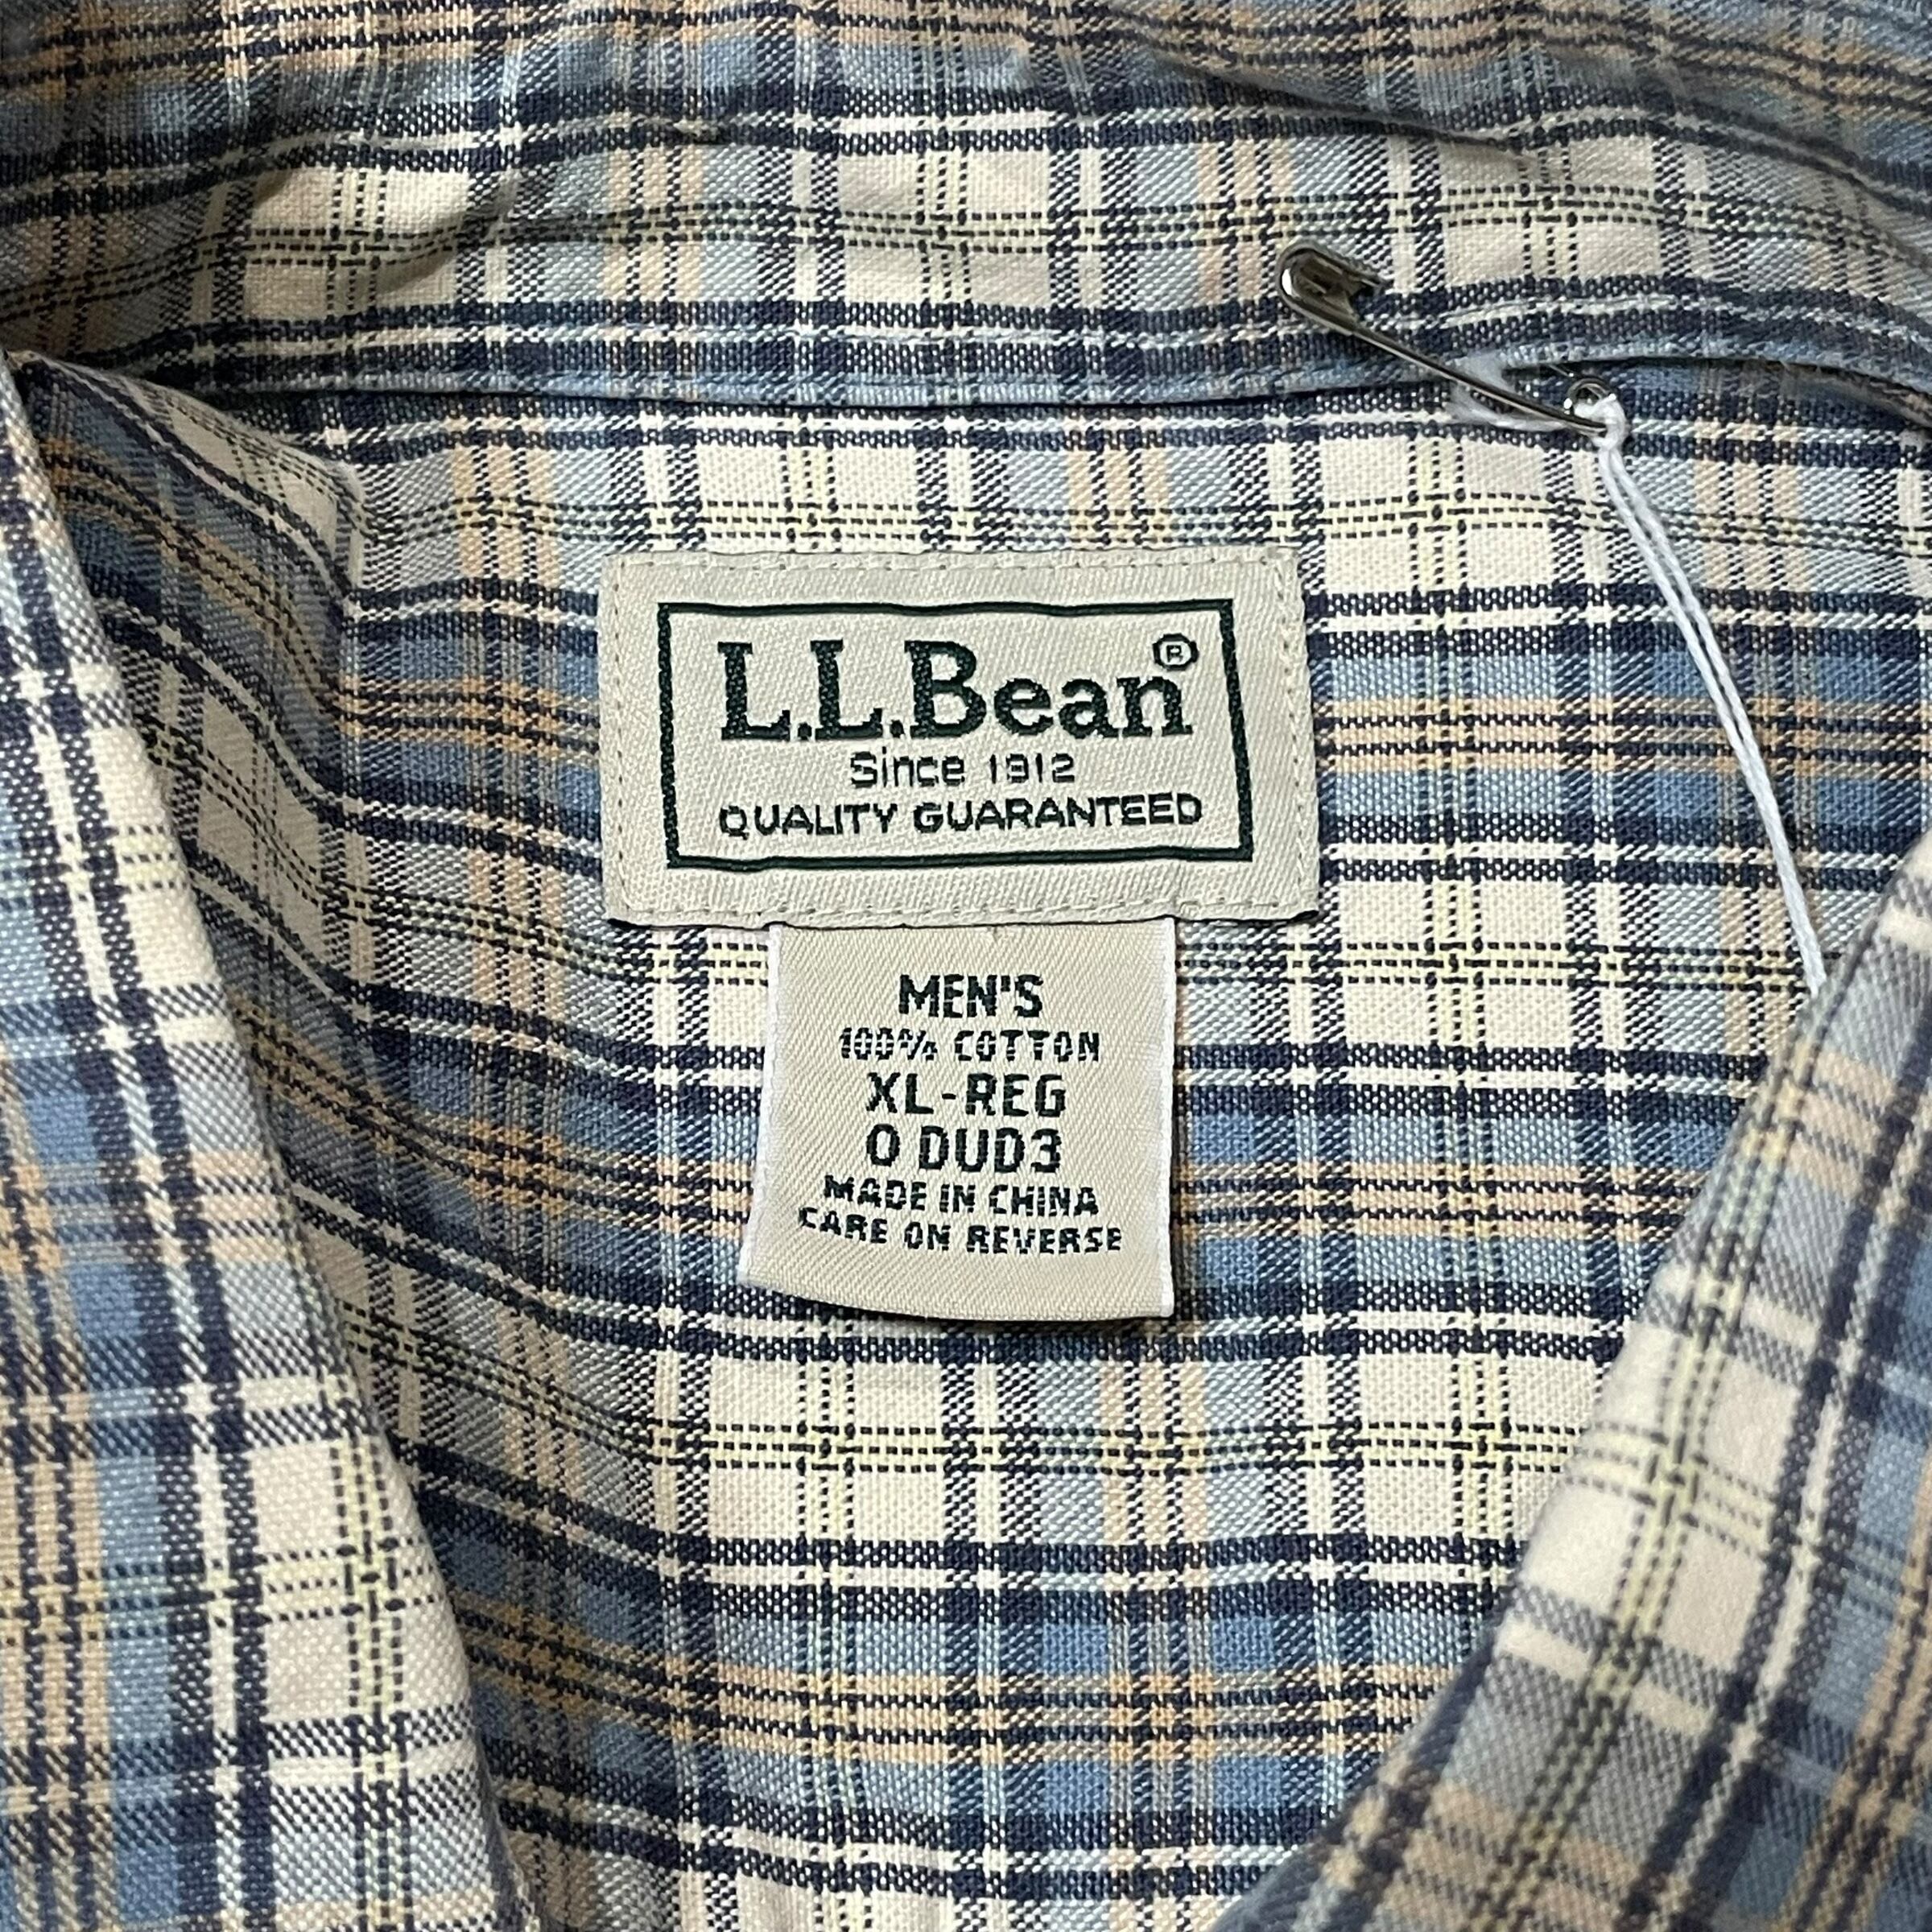 L.L.Bean®
Since 1912
QUALITY GUARANTEED
MEN'S
100% COTTON
XL-REG
0 DUD3
MADE IN CHINA
CARE ON REVERSE